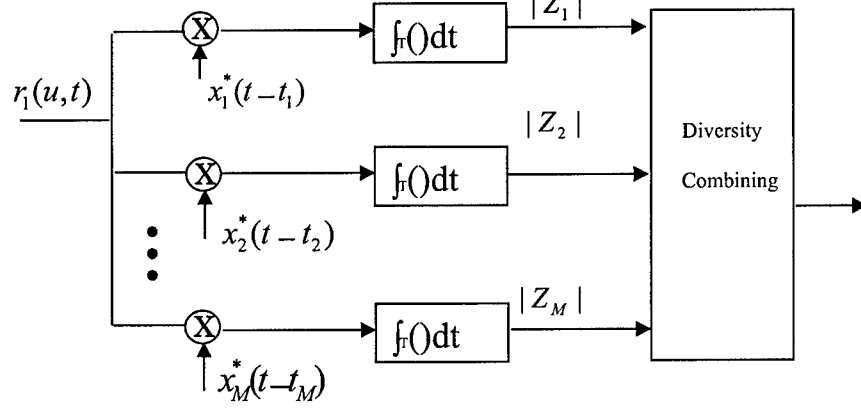 |Z₁|
X
∫T()dt
r₁(u,t)
x₁*(t–t₁)
|Z₂|
Diversity
Combining
X
∫T()dt
x₂*(t–t₂)
|Z_M|
X
∫T()dt
x_M*(t–t_M)